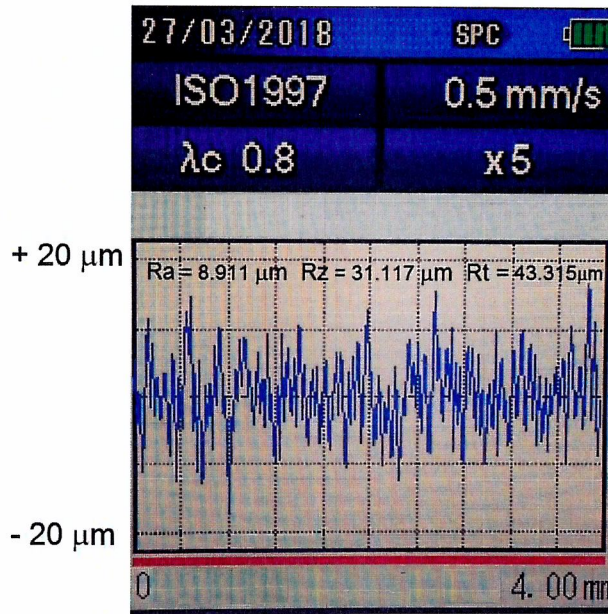 27/03/2018 SPC
ISO1997 0.5 mm/s
λc 0.8 x5
+ 20 μm
Ra = 8.911 μm Rz = 31.117 μm Rt = 43.315μm
- 20 μm
0 4.00 mm